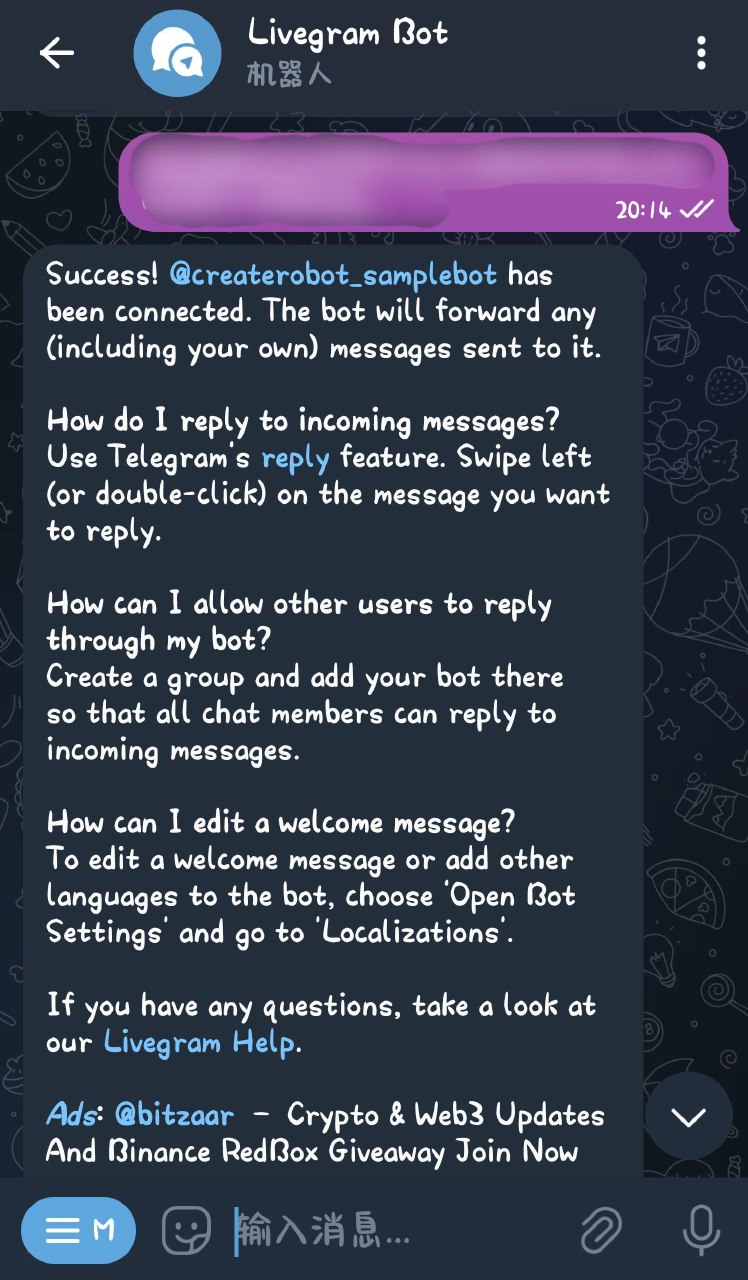 Livegram Bot
机器人
20:14
Success! @createrobot_samplebot has
been connected. The bot will forward any
(including your own) messages sent to it.
How do I reply to incoming messages?
Use Telegram's reply feature. Swipe left
(or double-click) on the message you want
to reply.
How can I allow other users to reply
through my bot?
Create a group and add your bot there
so that all chat members can reply to
incoming messages.
How can I edit a welcome message?
To edit a welcome message or add other
languages to the bot, choose 'Open Bot
Settings' and go to 'Localizations'.
If you have any questions, take a look at
our Livegram Help.
Ads: @bitzaar - Crypto & Web3 Updates
And Binance RedBox Giveaway Join Now
M
输入消息...